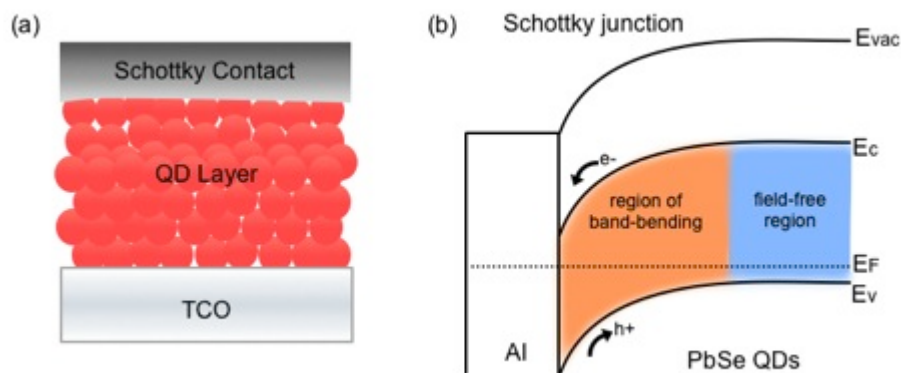 (a)
Schottky Contact
QD Layer
TCO
(b)
Schottky junction
Evac
Ec
e-
region of
band-bending
field-free
region
EF
Ev
h+
Al
PbSe QDs